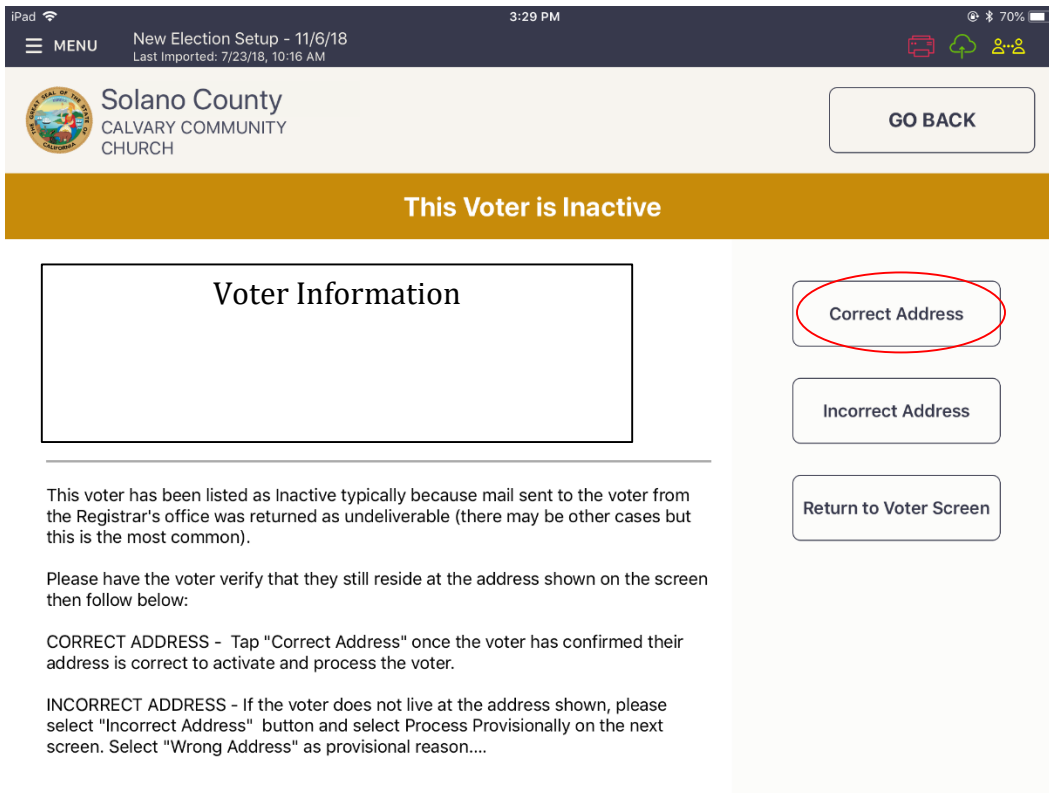 iPad 3:29 PM 70%
MENU New Election Setup - 11/6/18
Last Imported: 7/23/18, 10:16 AM
Solano County
CALVARY COMMUNITY
CHURCH
GO BACK
This Voter is Inactive
Voter Information
Correct Address
Incorrect Address
Return to Voter Screen
This voter has been listed as Inactive typically because mail sent to the voter from
the Registrar's office was returned as undeliverable (there may be other cases but
this is the most common).
Please have the voter verify that they still reside at the address shown on the screen
then follow below:
CORRECT ADDRESS - Tap "Correct Address" once the voter has confirmed their
address is correct to activate and process the voter.
INCORRECT ADDRESS - If the voter does not live at the address shown, please
select "Incorrect Address" button and select Process Provisionally on the next
screen. Select "Wrong Address" as provisional reason....